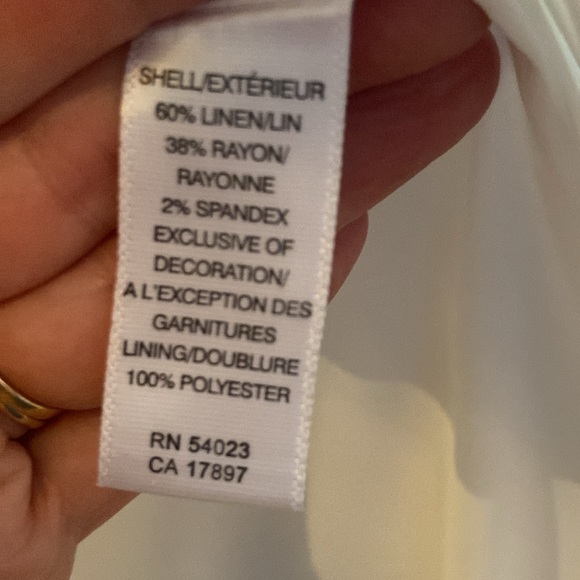 SHELL/EXTÉRIEUR
60% LINEN/LIN
38% RAYON/
RAYONNE
2% SPANDEX
EXCLUSIVE OF
DECORATION/
A L'EXCEPTION DES
GARNITURES
LINING/DOUBLURE
100% POLYESTER
RN 54023
CA 17897